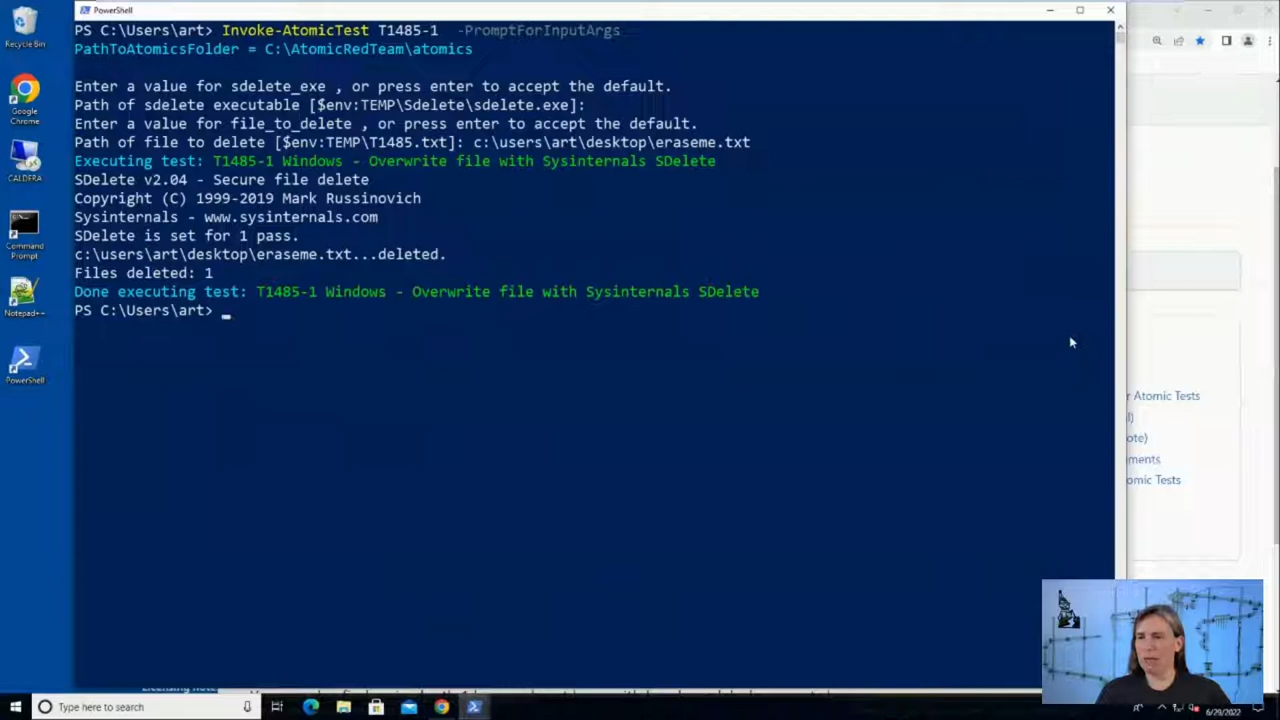 Recycle Bin
Google
Chrome
CALDERA
Command
Prompt
Notepad++
PowerShell
PowerShell
PS C:\Users\art> Invoke-AtomicTest T1485-1  -PromptForInputArgs
PathToAtomicsFolder = C:\AtomicRedTeam\atomics
Enter a value for sdelete_exe , or press enter to accept the default.
Path of sdelete executable [$env:TEMP\Sdelete\sdelete.exe]:
Enter a value for file_to_delete , or press enter to accept the default.
Path of file to delete [$env:TEMP\T1485.txt]: c:\users\art\desktop\eraseme.txt
Executing test: T1485-1 Windows - Overwrite file with Sysinternals SDelete
SDelete v2.04 - Secure file delete
Copyright (C) 1999-2019 Mark Russinovich
Sysinternals - www.sysinternals.com
SDelete is set for 1 pass.
c:\users\art\desktop\eraseme.txt...deleted.
Files deleted: 1
Done executing test: T1485-1 Windows - Overwrite file with Sysinternals SDelete
PS C:\Users\art> _
r Atomic Tests
l)
ote)
ments
omic Tests
Type here to search
6/29/2022